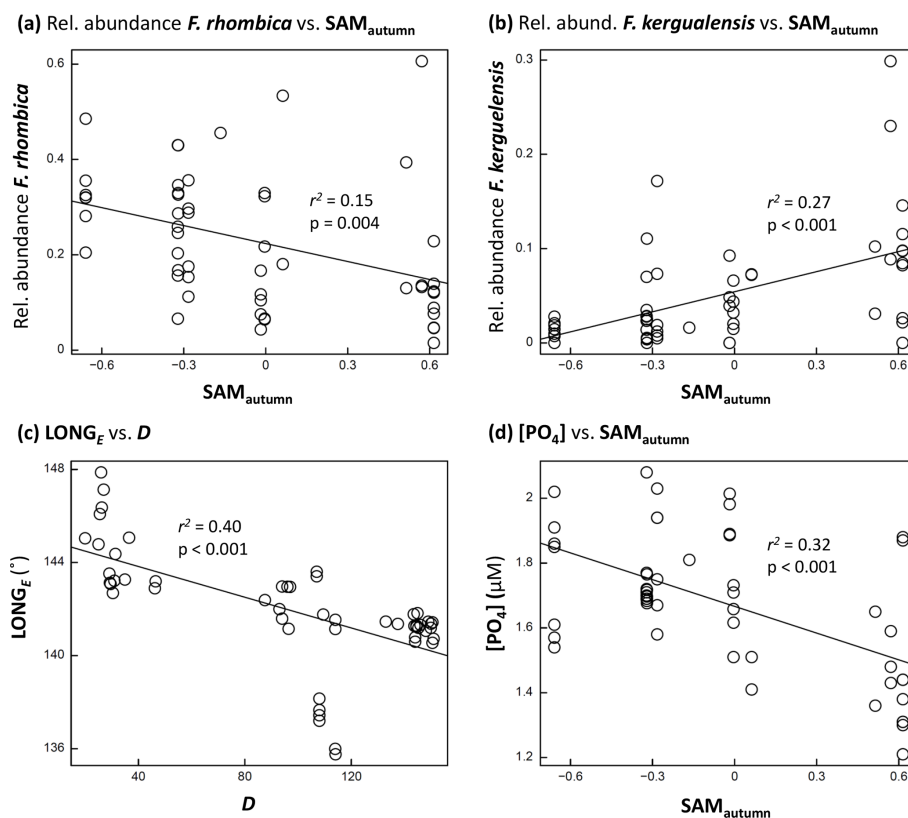 (a) Rel. abundance F. rhombica vs. SAMautumn
Rel. abundance F. rhombica
0.6
0.4
0.2
0
r² = 0.15
p = 0.004
−0.6
−0.3
0
0.3
0.6
SAMautumn
(b) Rel. abund. F. kergualensis vs. SAMautumn
Rel. abundance F. kerguelensis
0.3
0.2
0.1
0
r² = 0.27
p < 0.001
−0.6
−0.3
0
0.3
0.6
SAMautumn
(c) LONGE vs. D
LONGE (°)
148
144
140
136
r² = 0.40
p < 0.001
40
80
120
D
(d) [PO4] vs. SAMautumn
[PO4] (µM)
2
1.8
1.6
1.4
1.2
r² = 0.32
p < 0.001
−0.6
−0.3
0
0.3
0.6
SAMautumn